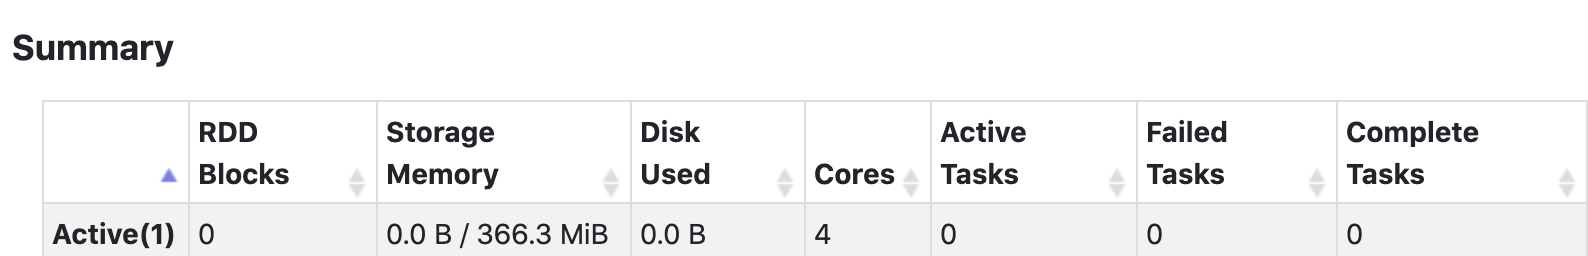 Summary
RDD Blocks Storage Memory Disk Used Cores Active Tasks Failed Tasks Complete Tasks
Active(1) 0 0.0 B / 366.3 MiB 0.0 B 4 0 0 0